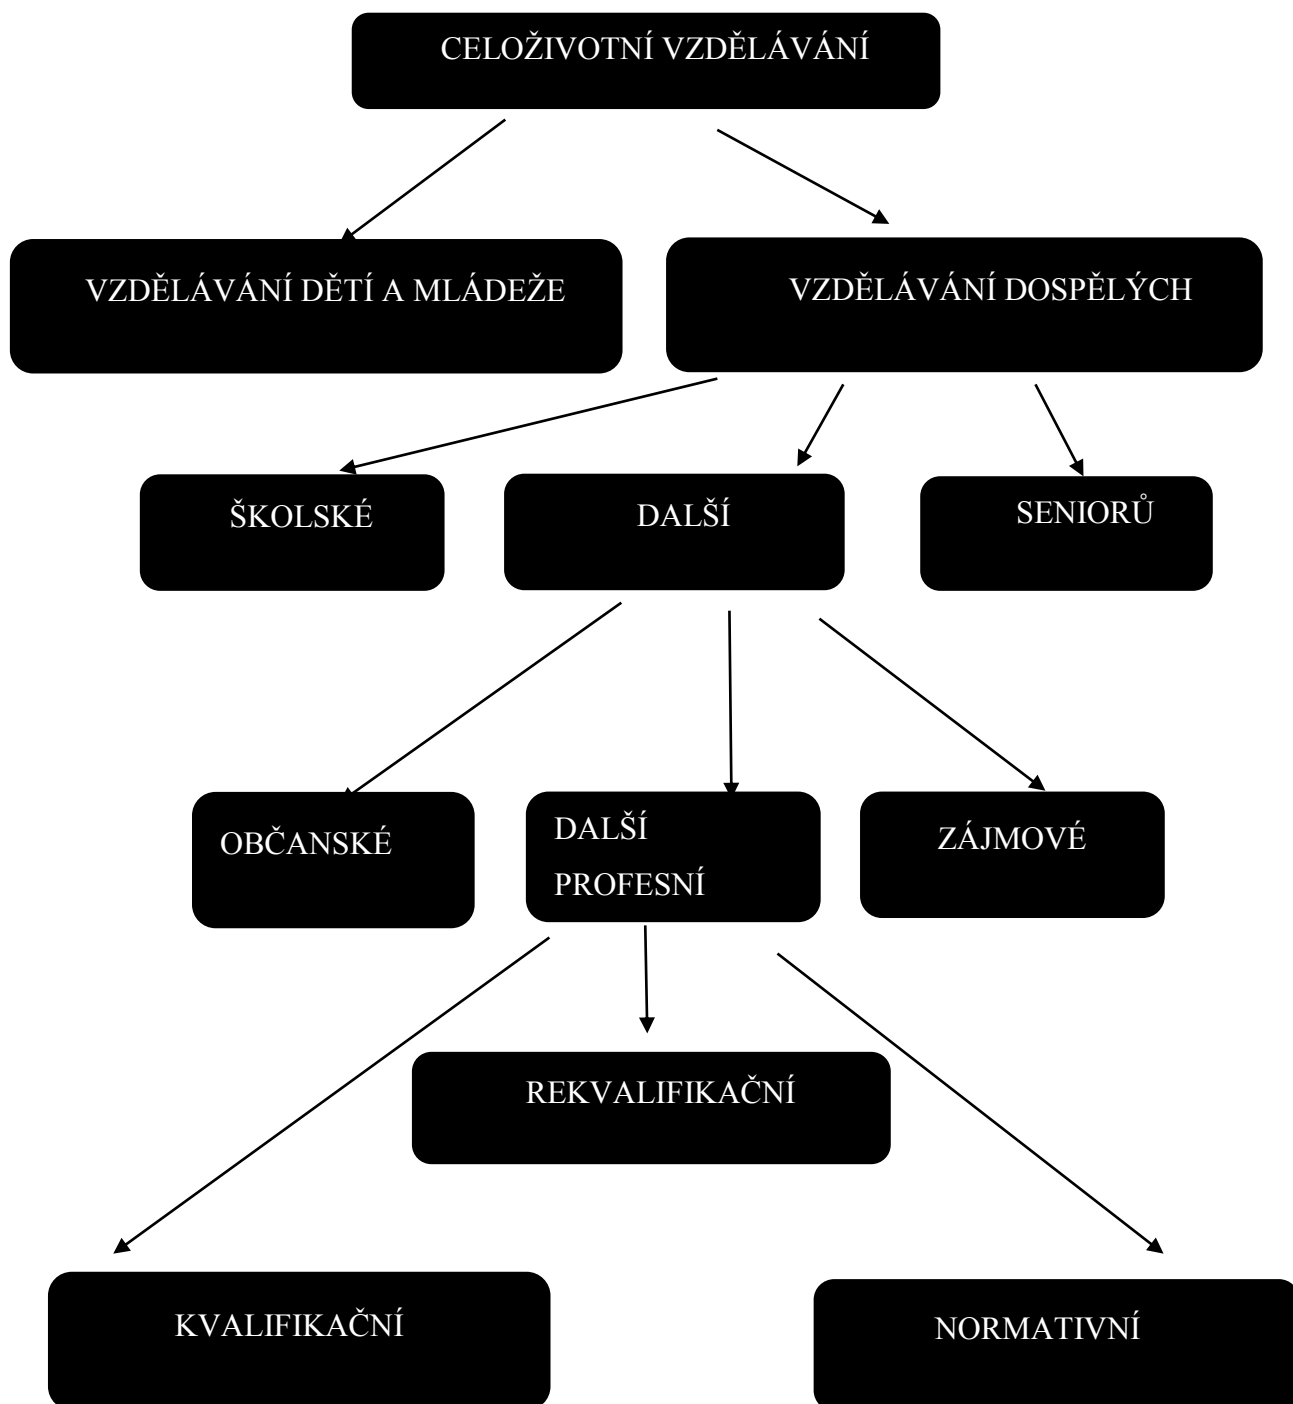 CELOŽIVOTNÍ VZDĚLÁVÁNÍ
VZDĚLÁVÁNÍ DĚTÍ A MLÁDEŽE
VZDĚLÁVÁNÍ DOSPĚLÝCH
ŠKOLSKÉ
DALŠÍ
SENIORŮ
OBČANSKÉ
DALŠÍ
PROFESNÍ
ZÁJMOVÉ
REKVALIFIKAČNÍ
KVALIFIKAČNÍ
NORMATIVNÍ